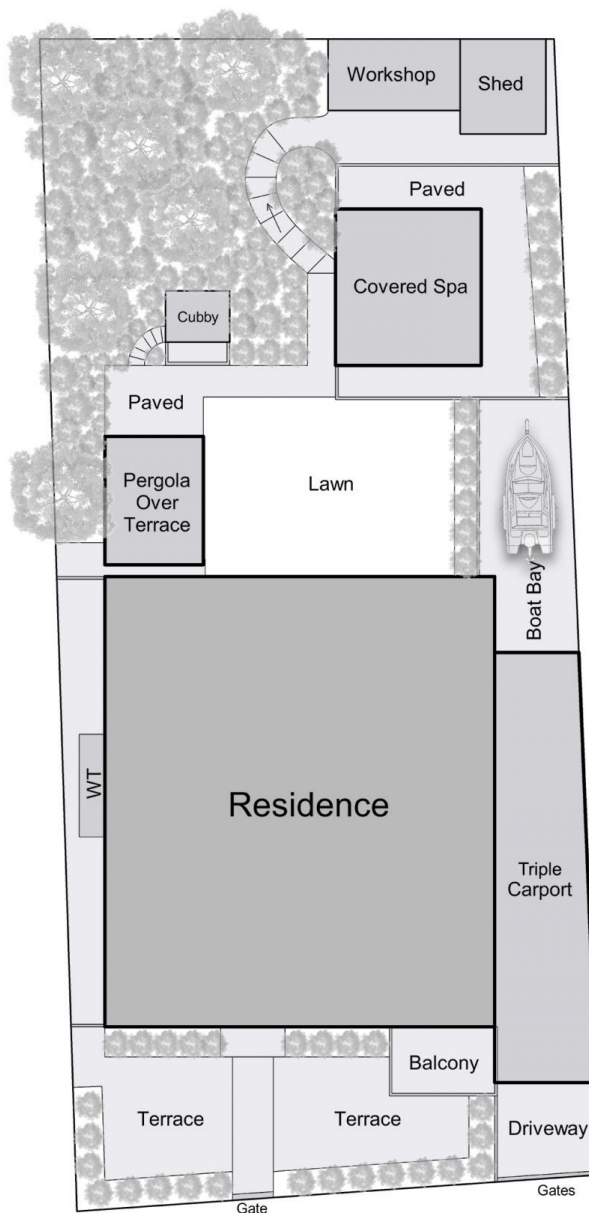 Workshop
Shed
Paved
Covered Spa
Cubby
Paved
Pergola
Over
Terrace
Lawn
Boat Bay
WT
Residence
Triple
Carport
Balcony
Terrace
Terrace
Driveway
Gates
Gate